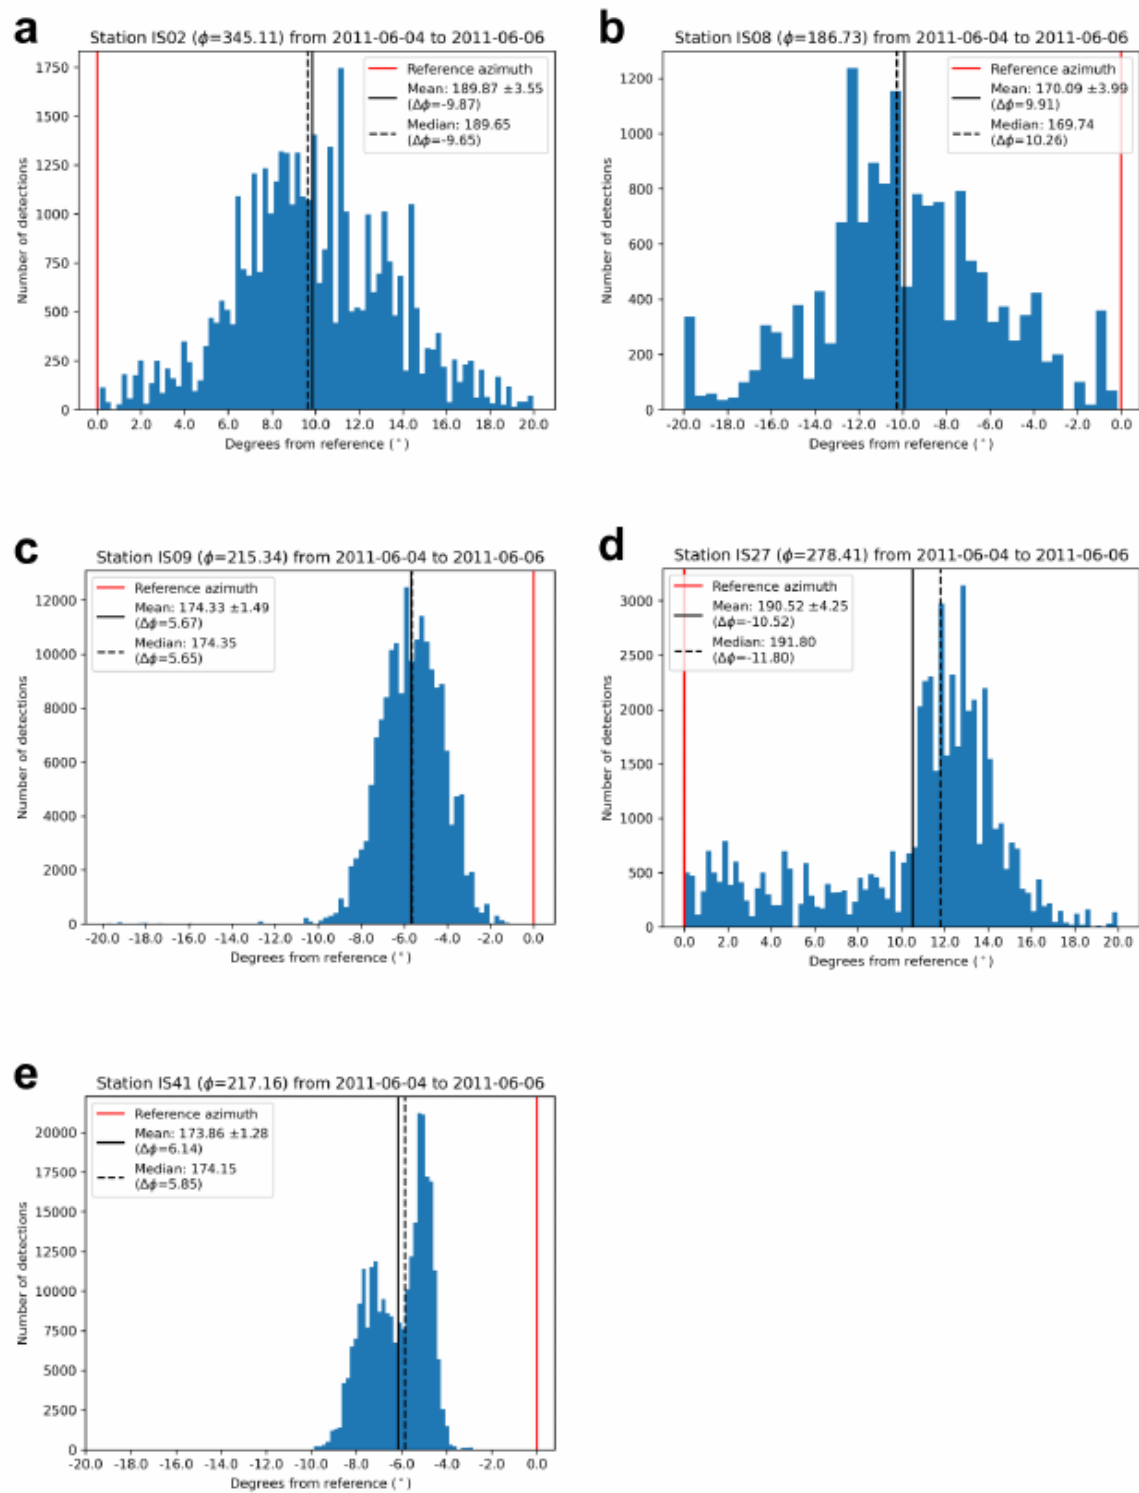 a
Station IS02 (ϕ=345.11) from 2011-06-04 to 2011-06-06
Reference azimuth
Mean: 189.87 ±3.55
(Δϕ=-9.87)
Median: 189.65
(Δϕ=-9.65)
1750
1500
1250
1000
750
500
250
0
Number of detections
0.0 2.0 4.0 6.0 8.0 10.0 12.0 14.0 16.0 18.0 20.0
Degrees from reference (°)
b
Station IS08 (ϕ=186.73) from 2011-06-04 to 2011-06-06
Reference azimuth
Mean: 170.09 ±3.99
(Δϕ=9.91)
Median: 169.74
(Δϕ=10.26)
1200
1000
800
600
400
200
0
Number of detections
-20.0 -18.0 -16.0 -14.0 -12.0 -10.0 -8.0 -6.0 -4.0 -2.0 0.0
Degrees from reference (°)
c
Station IS09 (ϕ=215.34) from 2011-06-04 to 2011-06-06
Reference azimuth
Mean: 174.33 ±1.49
(Δϕ=5.67)
Median: 174.35
(Δϕ=5.65)
12000
10000
8000
6000
4000
2000
0
Number of detections
-20.0 -18.0 -16.0 -14.0 -12.0 -10.0 -8.0 -6.0 -4.0 -2.0 0.0
Degrees from reference (°)
d
Station IS27 (ϕ=278.41) from 2011-06-04 to 2011-06-06
Reference azimuth
Mean: 190.52 ±4.25
(Δϕ=-10.52)
Median: 191.80
(Δϕ=-11.80)
3000
2500
2000
1500
1000
500
0
Number of detections
0.0 2.0 4.0 6.0 8.0 10.0 12.0 14.0 16.0 18.0 20.0
Degrees from reference (°)
e
Station IS41 (ϕ=217.16) from 2011-06-04 to 2011-06-06
Reference azimuth
Mean: 173.86 ±1.28
(Δϕ=6.14)
Median: 174.15
(Δϕ=5.85)
20000
17500
15000
12500
10000
7500
5000
2500
0
Number of detections
-20.0 -18.0 -16.0 -14.0 -12.0 -10.0 -8.0 -6.0 -4.0 -2.0 0.0
Degrees from reference (°)